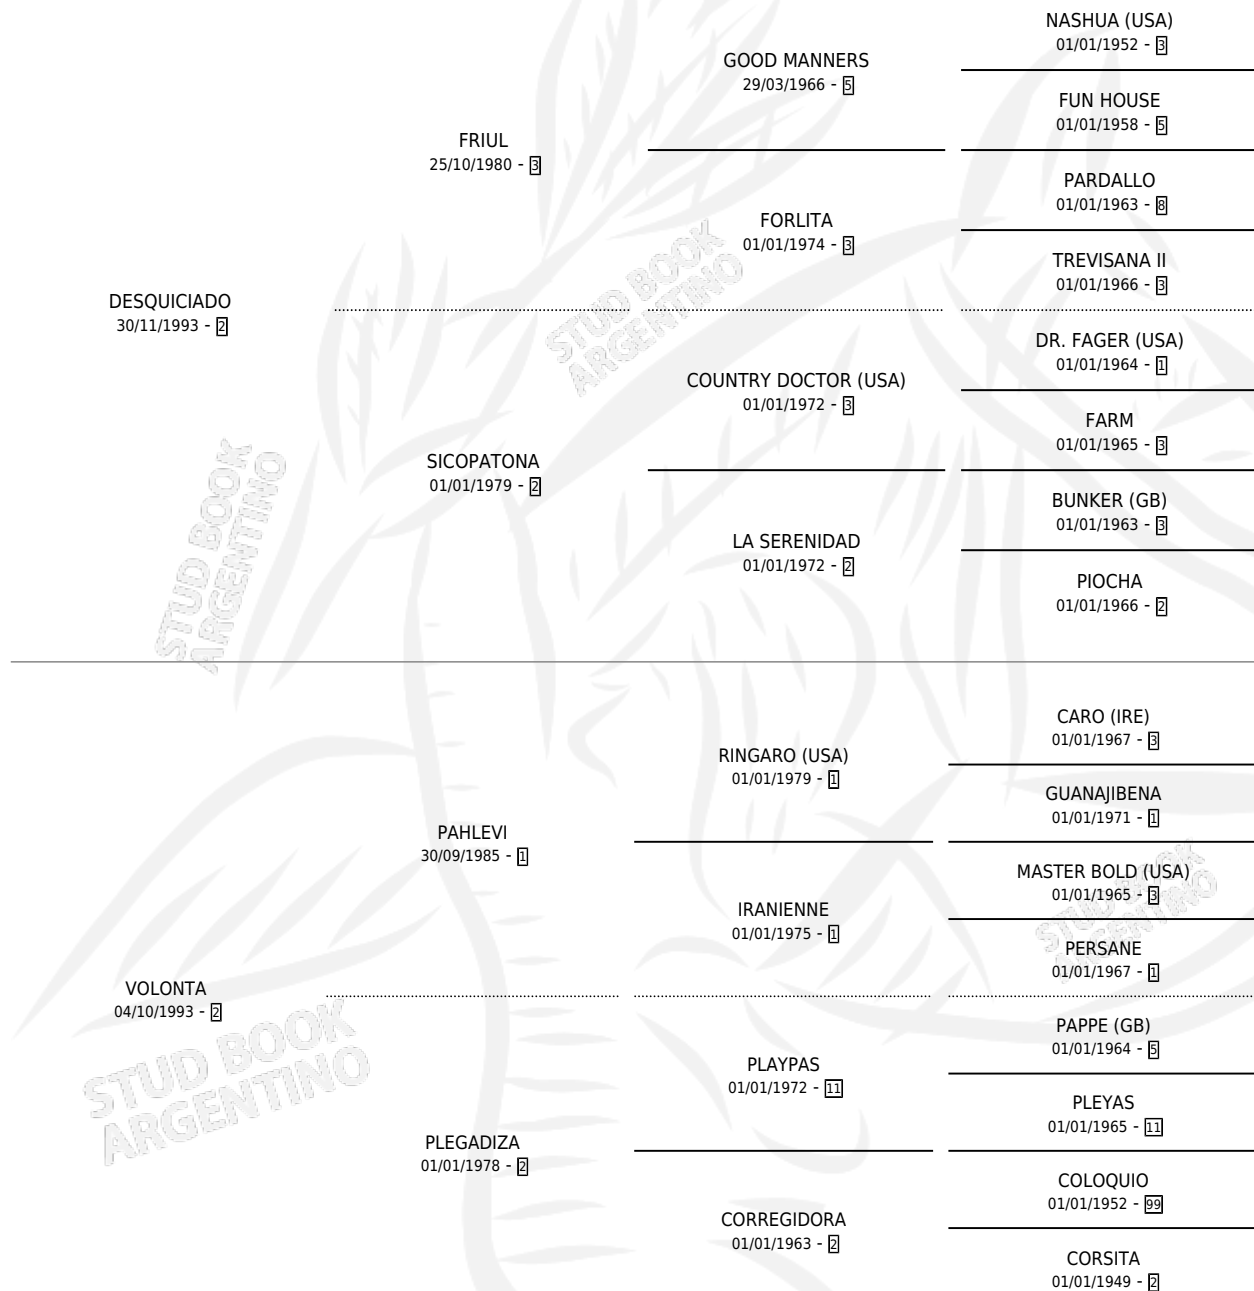 NASHUA (USA)
01/01/1952 - 3
GOOD MANNERS
29/03/1966 - 5
FUN HOUSE
01/01/1958 - 5
FRIUL
25/10/1980 - 3
PARDALLO
01/01/1963 - 8
FORLITA
01/01/1974 - 3
TREVISANA II
01/01/1966 - 3
DESQUICIADO
30/11/1993 - 2
DR. FAGER (USA)
01/01/1964 - 1
COUNTRY DOCTOR (USA)
01/01/1972 - 3
FARM
01/01/1965 - 3
SICOPATONA
01/01/1979 - 2
BUNKER (GB)
01/01/1963 - 3
LA SERENIDAD
01/01/1972 - 2
PIOCHA
01/01/1966 - 2
CARO (IRE)
01/01/1967 - 3
RINGARO (USA)
01/01/1979 - 1
GUANAJIBENA
01/01/1971 - 1
PAHLEVI
30/09/1985 - 1
MASTER BOLD (USA)
01/01/1965 - 3
IRANIENNE
01/01/1975 - 1
PERSANE
01/01/1967 - 1
VOLONTA
04/10/1993 - 2
PAPPE (GB)
01/01/1964 - 5
PLAYPAS
01/01/1972 - 11
PLEYAS
01/01/1965 - 11
PLEGADIZA
01/01/1978 - 2
COLOQUIO
01/01/1952 - 99
CORREGIDORA
01/01/1963 - 2
CORSITA
01/01/1949 - 2
STUD BOOK
ARGENTINO
STUD BOOK
ARGENTINO
STUD BOOK
ARGENTINO
STUD BOOK
ARGENTINO